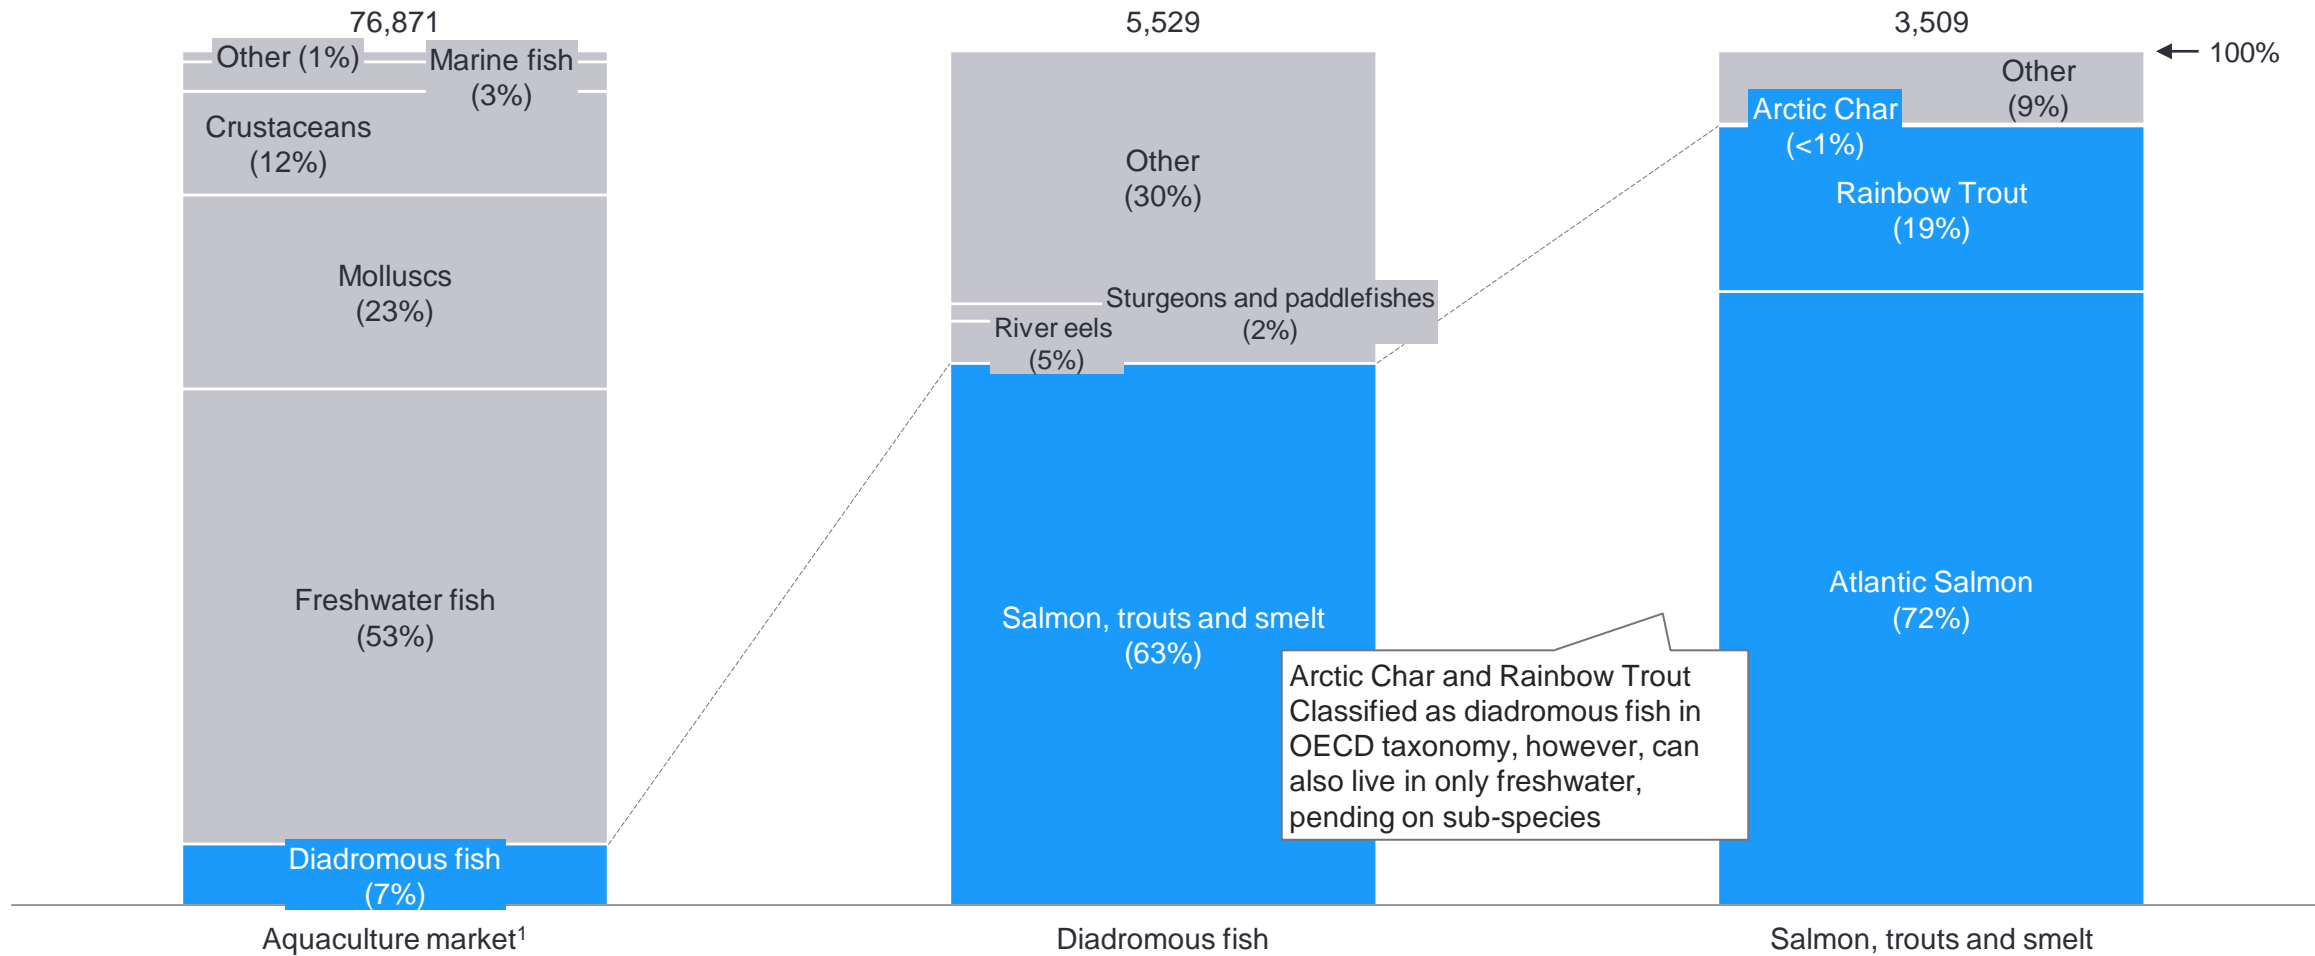 76,871
Other (1%)
Marine fish
(3%)
Crustaceans
(12%)
Molluscs
(23%)
Freshwater fish
(53%)
Diadromous fish
(7%)
Aquaculture market¹
5,529
Other
(30%)
Sturgeons and paddlefishes
(2%)
River eels
(5%)
Salmon, trouts and smelt
(63%)
Diadromous fish
3,509
100%
Other
(9%)
Arctic Char
(<1%)
Rainbow Trout
(19%)
Atlantic Salmon
(72%)
Arctic Char and Rainbow Trout
Classified as diadromous fish in
OECD taxonomy, however, can
also live in only freshwater,
pending on sub-species
Salmon, trouts and smelt